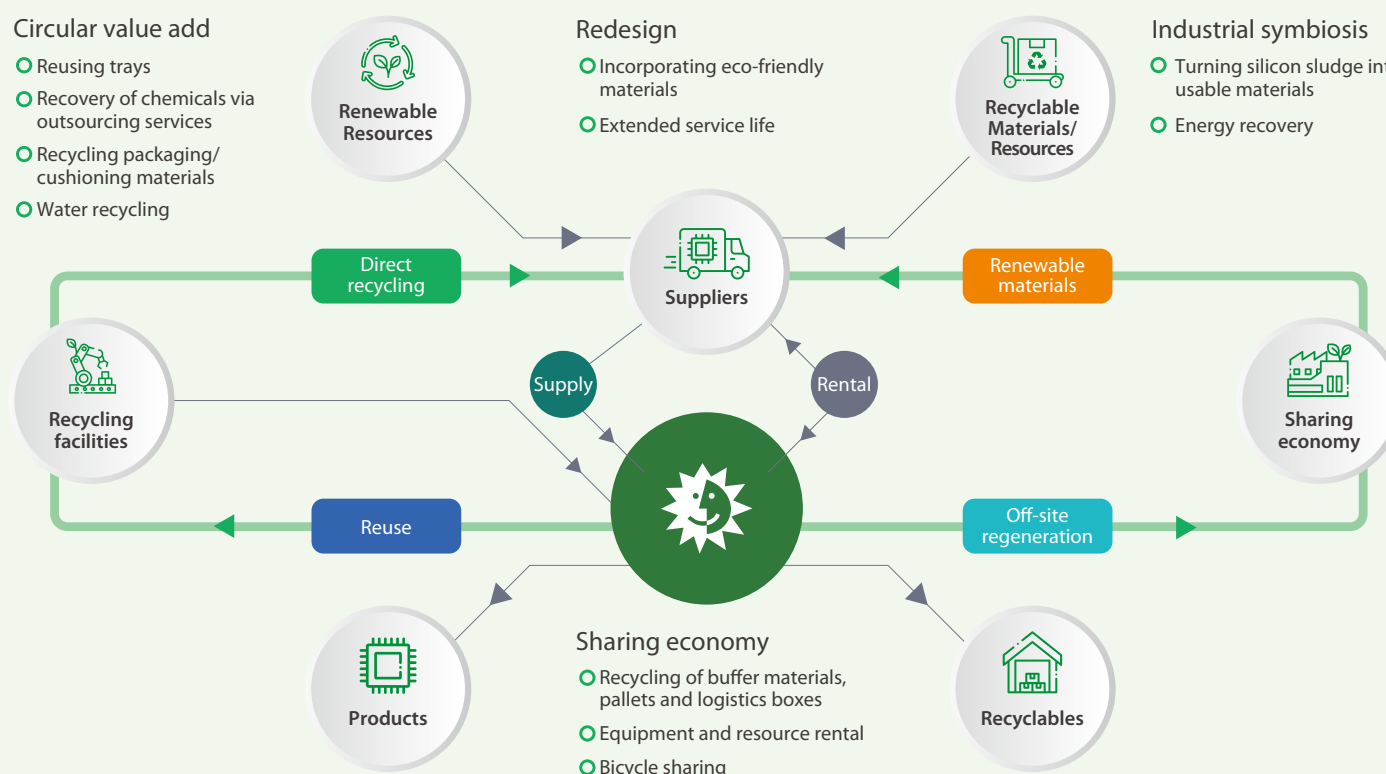 Circular value add
Reusing trays
Recovery of chemicals via
outsourcing services
Recycling packaging/
cushioning materials
Water recycling
Renewable
Resources
Redesign
Incorporating eco-friendly
materials
Extended service life
Recyclable
Materials/
Resources
Industrial symbiosis
Turning silicon sludge int
usable materials
Energy recovery
Direct
recycling
Suppliers
Renewable
materials
Supply
Rental
Recycling
facilities
Sharing
economy
Reuse
Off-site
regeneration
Products
Sharing economy
Recycling of buffer materials,
pallets and logistics boxes
Equipment and resource rental
Bicycle sharing
Recyclables